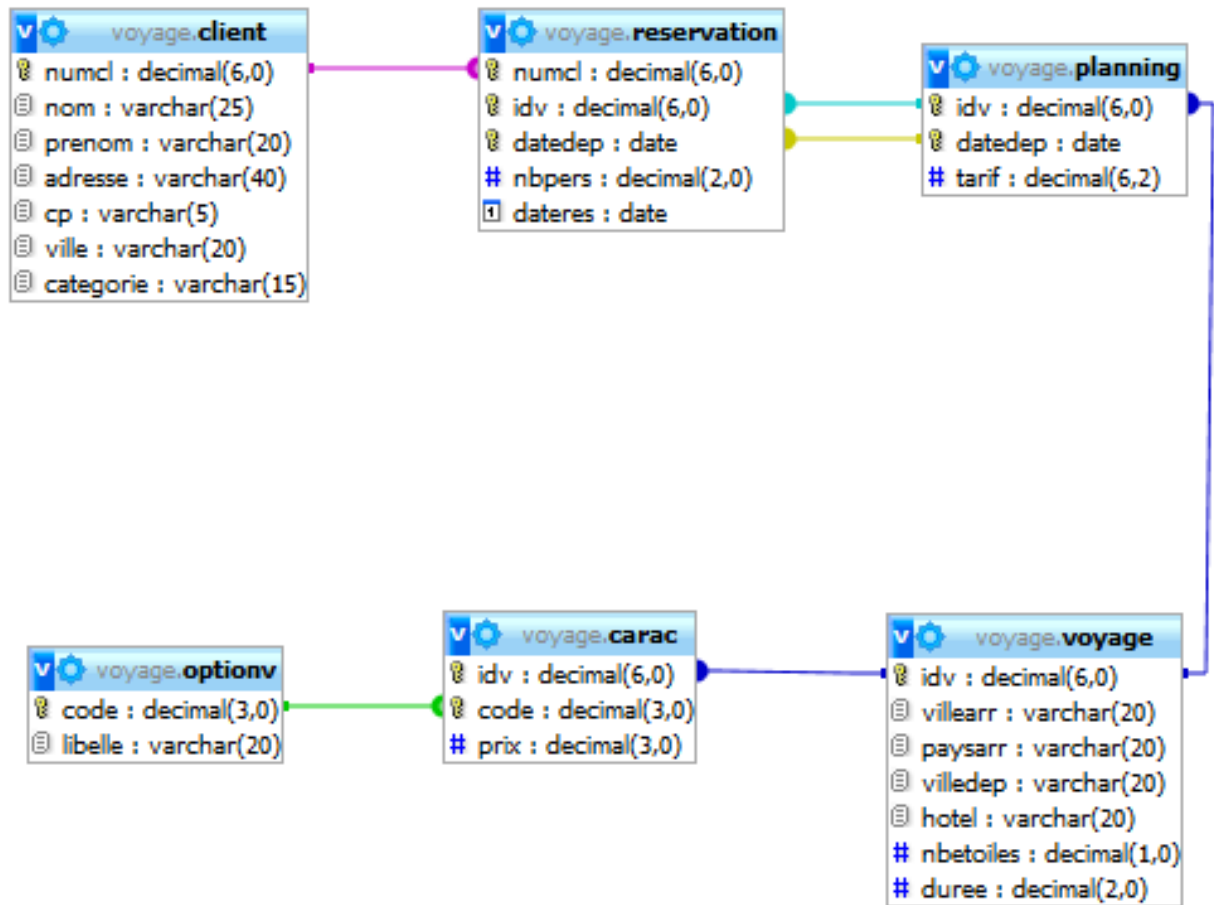 voyage.client
numcl : decimal(6,0)
nom : varchar(25)
prenom : varchar(20)
adresse : varchar(40)
cp : varchar(5)
ville : varchar(20)
categorie : varchar(15)
voyage.reservation
numcl : decimal(6,0)
idv : decimal(6,0)
datedep : date
# nbpers : decimal(2,0)
dateres : date
voyage.planning
idv : decimal(6,0)
datedep : date
# tarif : decimal(6,2)
voyage.optionv
code : decimal(3,0)
libelle : varchar(20)
voyage.carac
idv : decimal(6,0)
code : decimal(3,0)
# prix : decimal(3,0)
voyage.voyage
idv : decimal(6,0)
villearr : varchar(20)
paysarr : varchar(20)
villedep : varchar(20)
hotel : varchar(20)
# nbetoiles : decimal(1,0)
# duree : decimal(2,0)